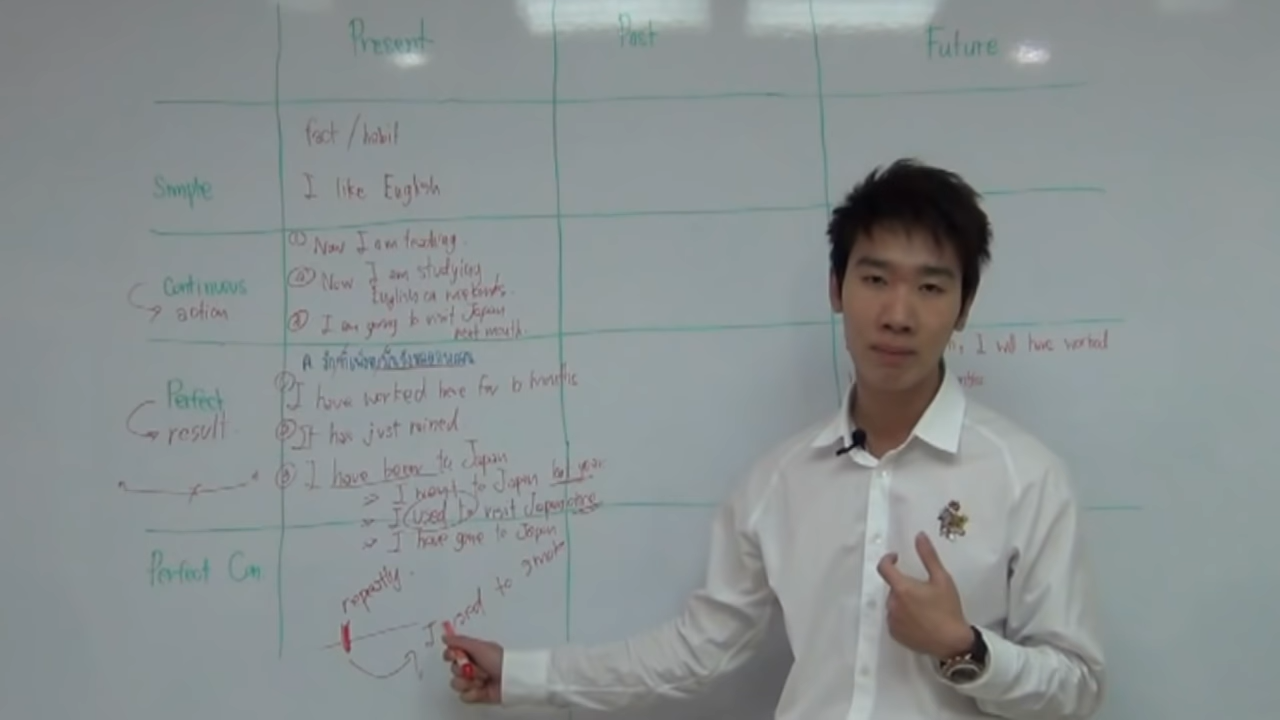 Present Past Future
fact / habit
Simple I like English
① Now I am teaching.
② Now I am studying
English on weekends.
Continuous
action
③ I am going to visit Japan
next month.
A
, I will have worked
① I have worked here for 6 months
Perfect
result
② It has just rained
③ I have been to Japan
⇒ I went to Japan last year
⇒ I used to visit Japan once
⇒ I have gone to Japan
Perfect Con
repeatly.
I used to smoke